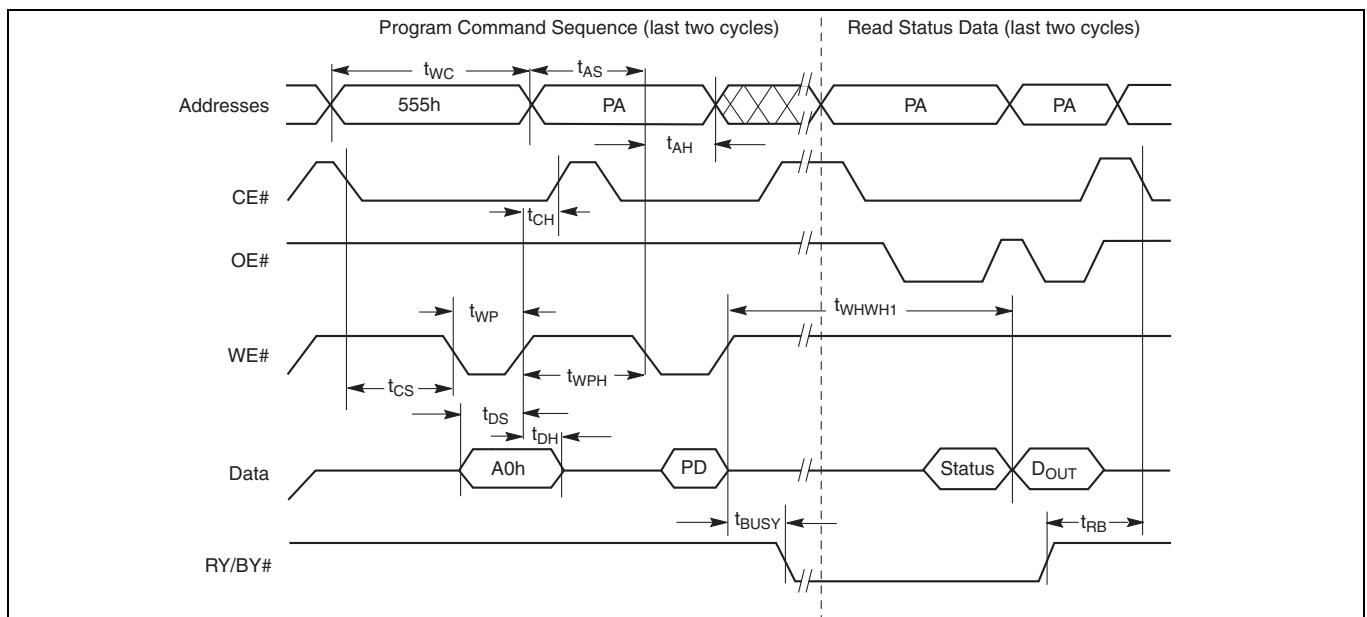 Program Command Sequence (last two cycles) Read Status Data (last two cycles)
tWC tAS
Addresses 555h PA PA PA
tAH
CE#
tCH
OE#
tWP tWHWH1
WE#
tCS tWPH
tDS
tDH
Data A0h PD Status DOUT
tBUSY tRB
RY/BY#